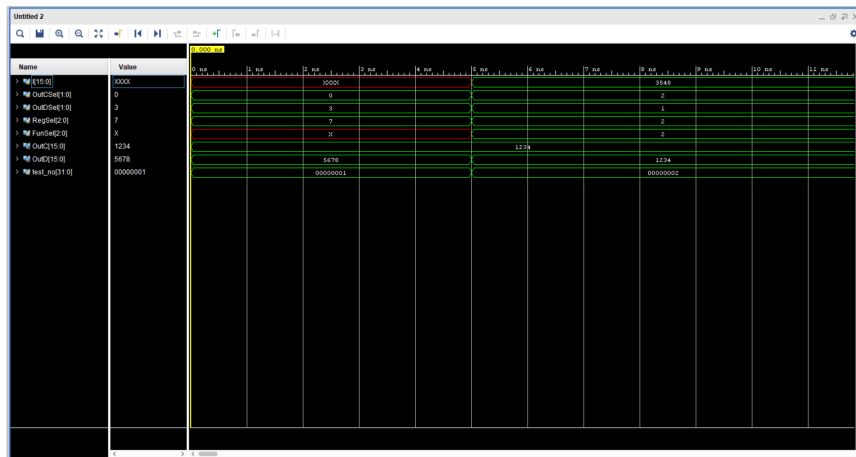 Untitled 2
0.000 ns
Name Value
0 ns 1 ns 2 ns 3 ns 4 ns 5 ns 6 ns 7 ns 8 ns 9 ns 10 ns 11 ns
I[15:0] XXXX XXXX 3548
OutCSel[1:0] 0 0 2
OutDSel[1:0] 3 3 1
RegSel[2:0] 7 7 2
FunSel[2:0] X X 2
OutC[15:0] 1234 1234
OutD[15:0] 5678 5678 1234
test_no[31:0] 00000001 00000001 00000002